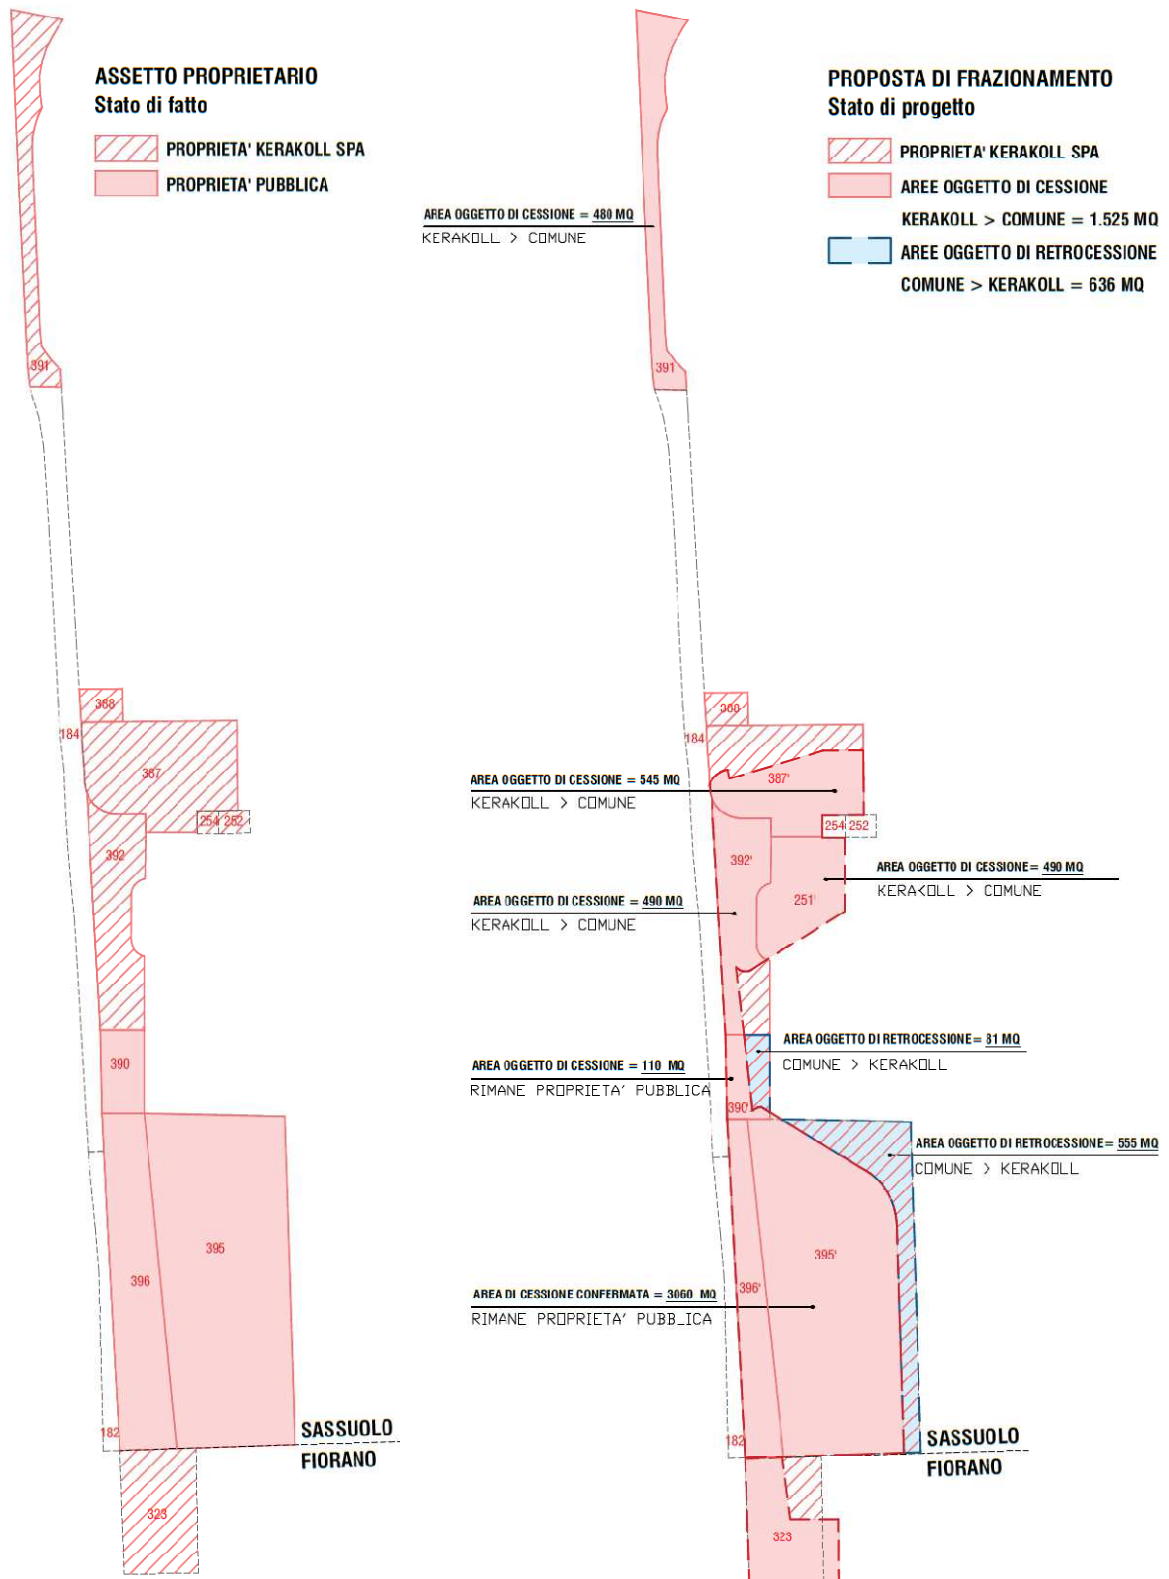 ASSETTO PROPRIETARIO
Stato di fatto
PROPRIETA' KERAKOLL SPA
PROPRIETA' PUBBLICA
391
388
184
387
254 252
392
390
395
396
182
SASSUOLO
FIORANO
323
PROPOSTA DI FRAZIONAMENTO
Stato di progetto
PROPRIETA' KERAKOLL SPA
AREE OGGETTO DI CESSIONE
KERAKOLL > COMUNE = 1.525 MQ
AREE OGGETTO DI RETROCESSIONE
COMUNE > KERAKOLL = 636 MQ
AREA OGGETTO DI CESSIONE = 480 MQ
KERAKOLL > COMUNE
391
388
184
AREA OGGETTO DI CESSIONE = 545 MQ
KERAKOLL > COMUNE
387'
254 252
392'
AREA OGGETTO DI CESSIONE= 490 MQ
KERAKOLL > COMUNE
AREA OGGETTO DI CESSIONE = 490 MQ
KERAKOLL > COMUNE
251'
AREA OGGETTO DI RETROCESSIONE= 81 MQ
COMUNE > KERAKOLL
AREA OGGETTO DI CESSIONE = 110 MQ
RIMANE PROPRIETA' PUBBLICA
390'
AREA OGGETTO DI RETROCESSIONE= 555 MQ
COMUNE > KERAKOLL
395'
396'
AREA DI CESSIONE CONFERMATA = 3060 MQ
RIMANE PROPRIETA' PUBBLICA
182
SASSUOLO
FIORANO
323